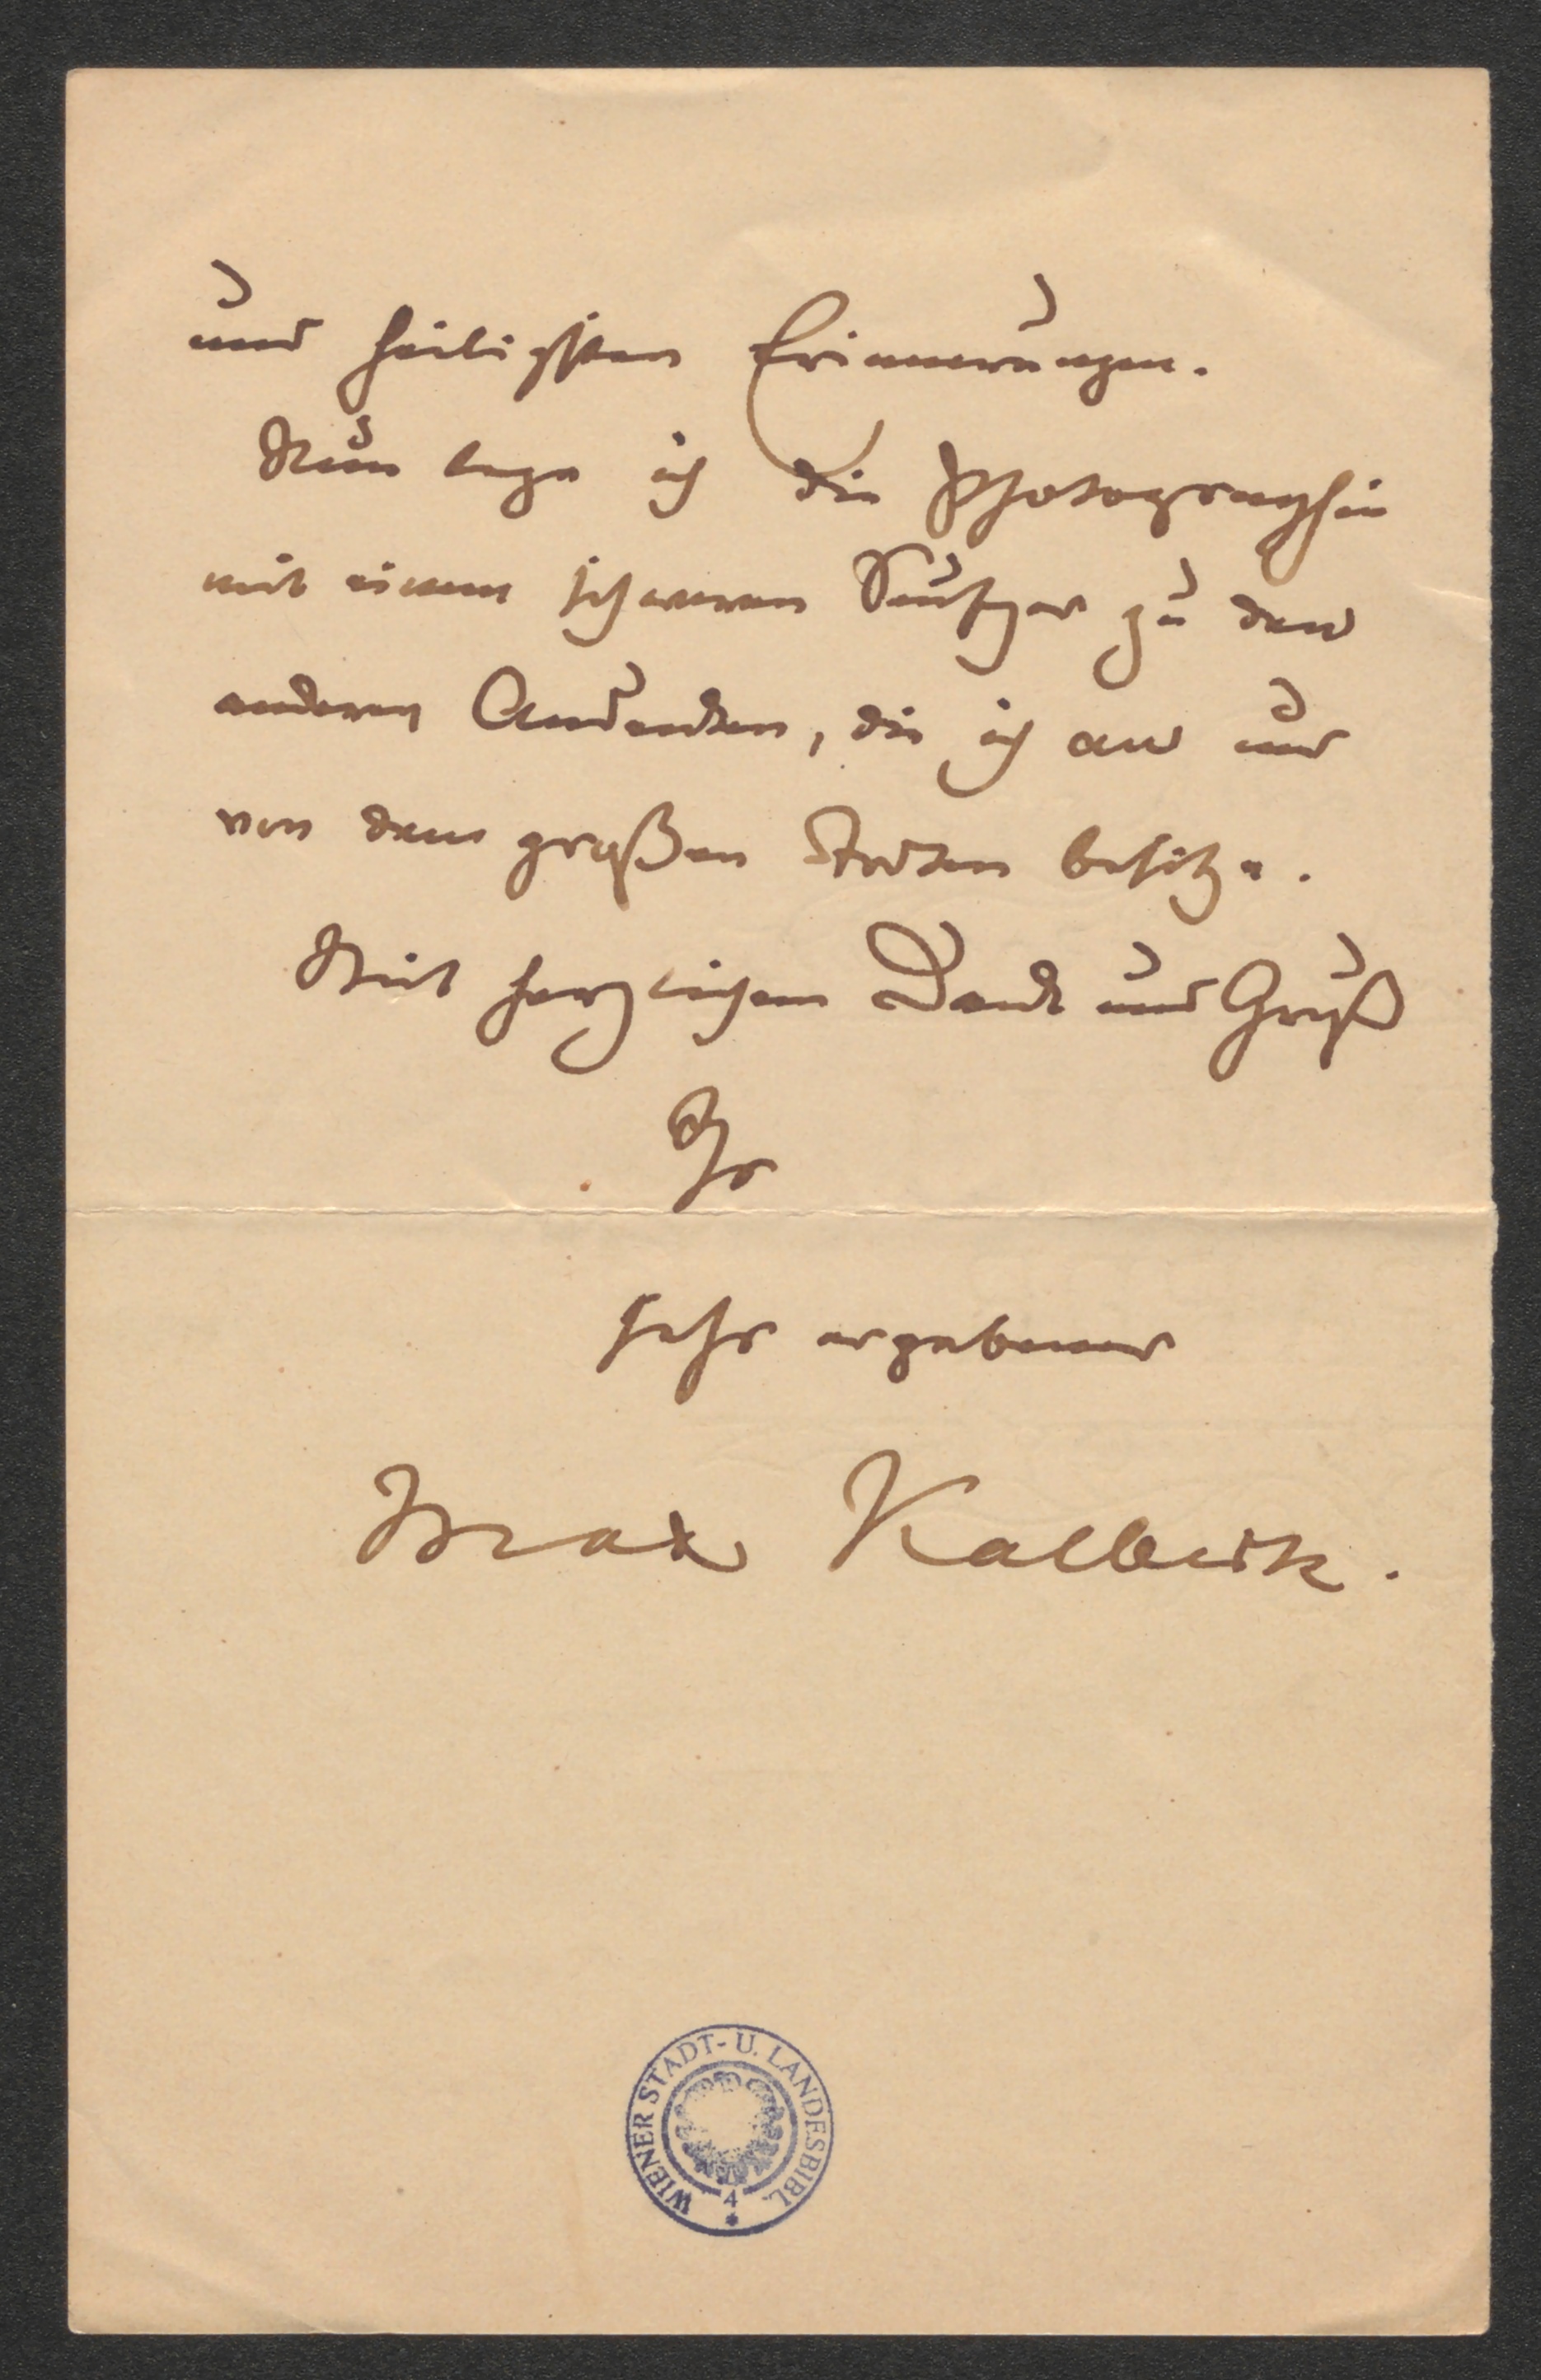 und heiligsten Erinnerungen.
Nun lege ich die Photographie
mit einem schweren Seufzer zu den
anderen Andenken, die ich an und
von dem großen Todten besitze.
Mit herzlichem Dank und Gruß
Ihr
sehr ergebener
Max Kalbeck.
WIENER STADT- U. LANDESBIBL.
4
*